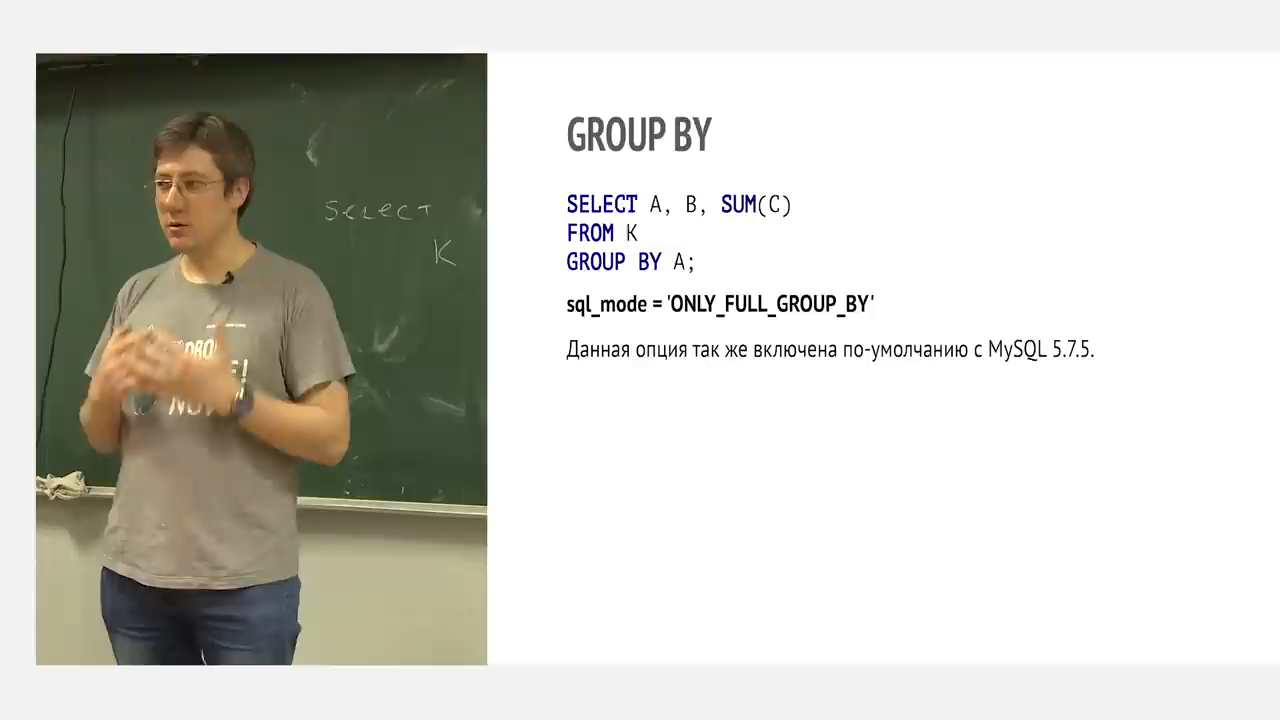 Select
K
GROUP BY
SELECT A, B, SUM(C)
FROM K
GROUP BY A;
sql_mode = 'ONLY_FULL_GROUP_BY'
Данная опция так же включена по-умолчанию с MySQL 5.7.5.